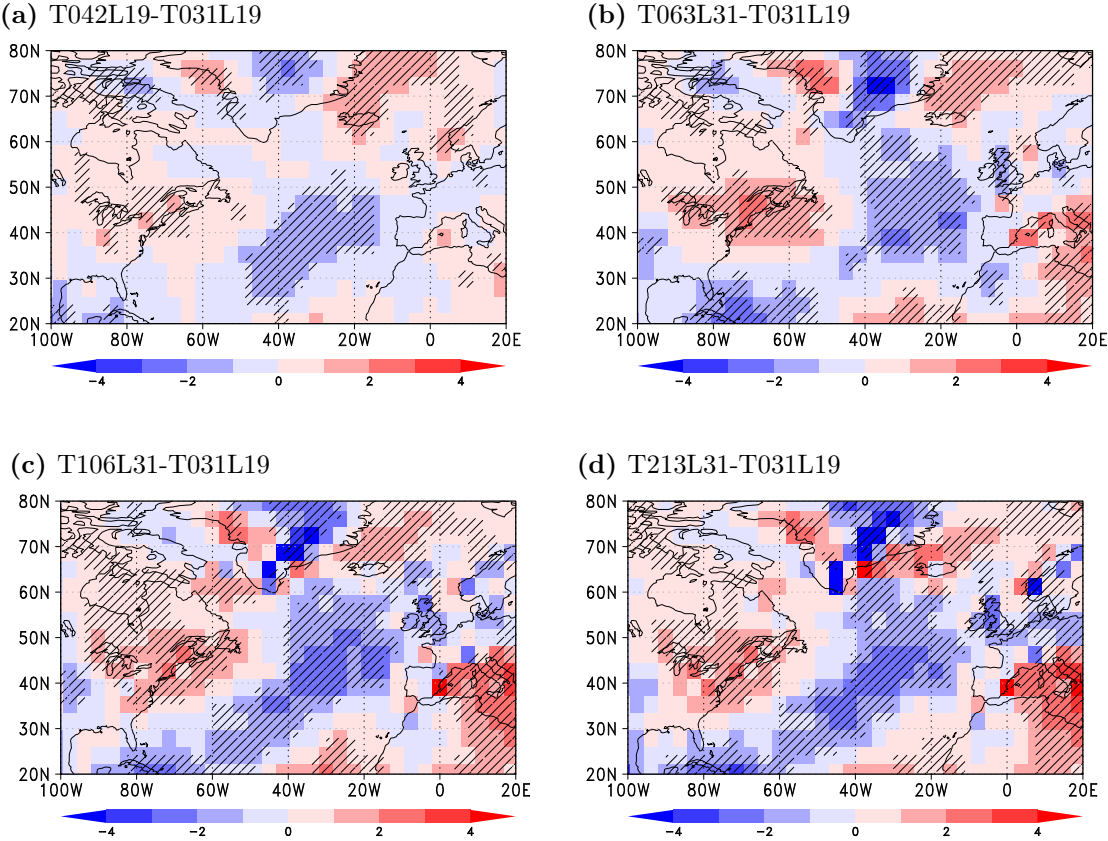 (a) T042L19-T031L19
(b) T063L31-T031L19
80N
70N
60N
50N
40N
30N
20N
100W 80W 60W 40W 20W 0 20E
-4 -2 0 2 4
80N
70N
60N
50N
40N
30N
20N
100W 80W 60W 40W 20W 0 20E
-4 -2 0 2 4
(c) T106L31-T031L19
(d) T213L31-T031L19
80N
70N
60N
50N
40N
30N
20N
100W 80W 60W 40W 20W 0 20E
-4 -2 0 2 4
80N
70N
60N
50N
40N
30N
20N
100W 80W 60W 40W 20W 0 20E
-4 -2 0 2 4